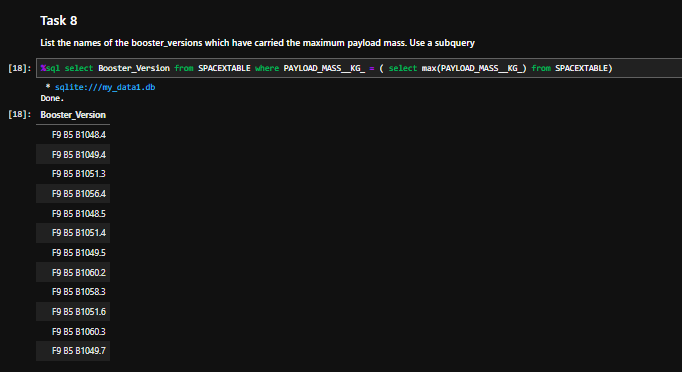 Task 8
List the names of the booster_versions which have carried the maximum payload mass. Use a subquery
[18]: %sql select Booster_Version from SPACEXTABLE where PAYLOAD_MASS__KG_ = ( select max(PAYLOAD_MASS__KG_) from SPACEXTABLE)
* sqlite:///my_data1.db
Done.
[18]: Booster_Version
F9 B5 B1048.4
F9 B5 B1049.4
F9 B5 B1051.3
F9 B5 B1056.4
F9 B5 B1048.5
F9 B5 B1051.4
F9 B5 B1049.5
F9 B5 B1060.2
F9 B5 B1058.3
F9 B5 B1051.6
F9 B5 B1060.3
F9 B5 B1049.7